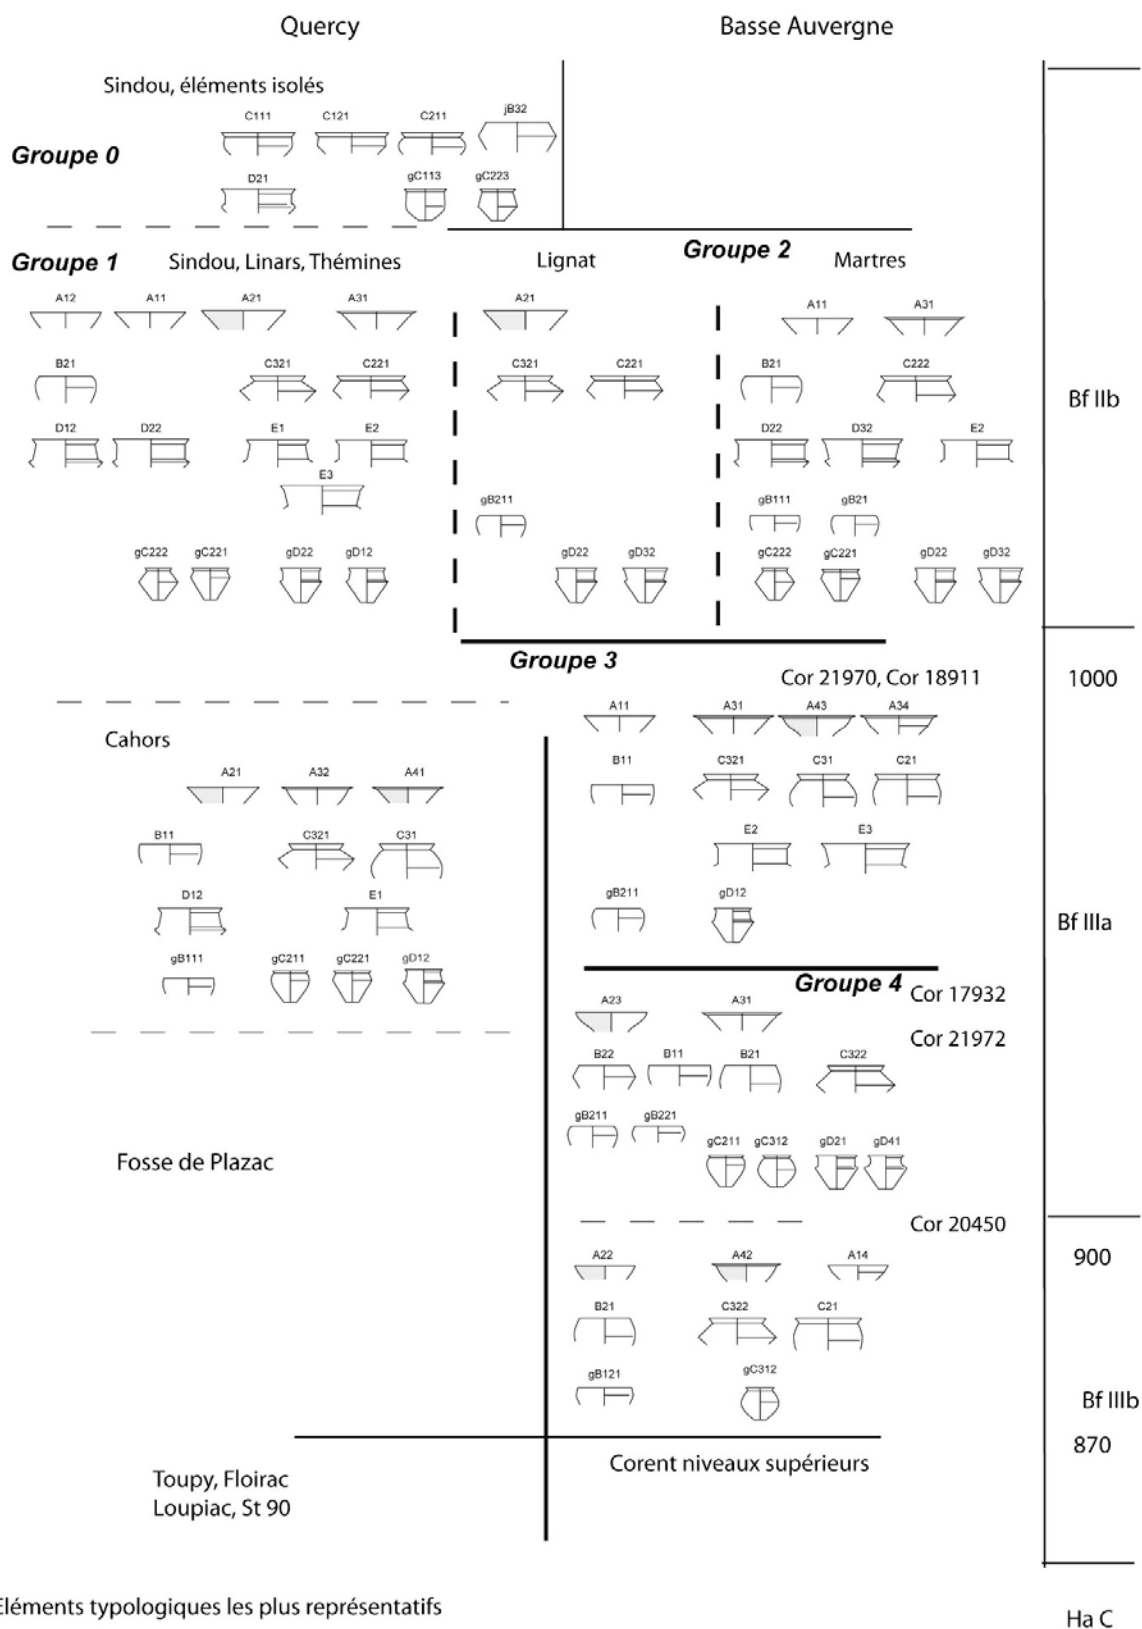 Quercy
Basse Auvergne
Sindou, éléments isolés
C111 C121 C211 jB32
Groupe 0
D21 gC113 gC223
Groupe 1 Sindou, Linars, Thémines
Lignat
Groupe 2
Martres
A12 A11 A21 A31
A21
A11 A31
B21 C321 C221
C321 C221
B21 C222
Bf IIb
D12 D22 E1 E2
D22 D32 E2
E3
gB211
gB111 gB21
gC222 gC221 gD22 gD12
gD22 gD32
gC222 gC221 gD22 gD32
Groupe 3
Cor 21970, Cor 18911
1000
A11 A31 A43 A34
Cahors
A21 A32 A41
B11 C321 C31 C21
B11 C321 C31
E2 E3
D12 E1
gB211 gD12
Bf IIIa
gB111 gC211 gC221 gD12
Groupe 4
Cor 17932
A23 A31
Cor 21972
B22 B11 B21 C322
gB211 gB221
gC211 gC312 gD21 gD41
Fosse de Plazac
Cor 20450
A22 A42 A14
900
B21 C322 C21
gB121 gC312
Bf IIIb
870
Corent niveaux supérieurs
Toupy, Floirac
Loupiac, St 90
Eléments typologiques les plus représentatifs
Ha C